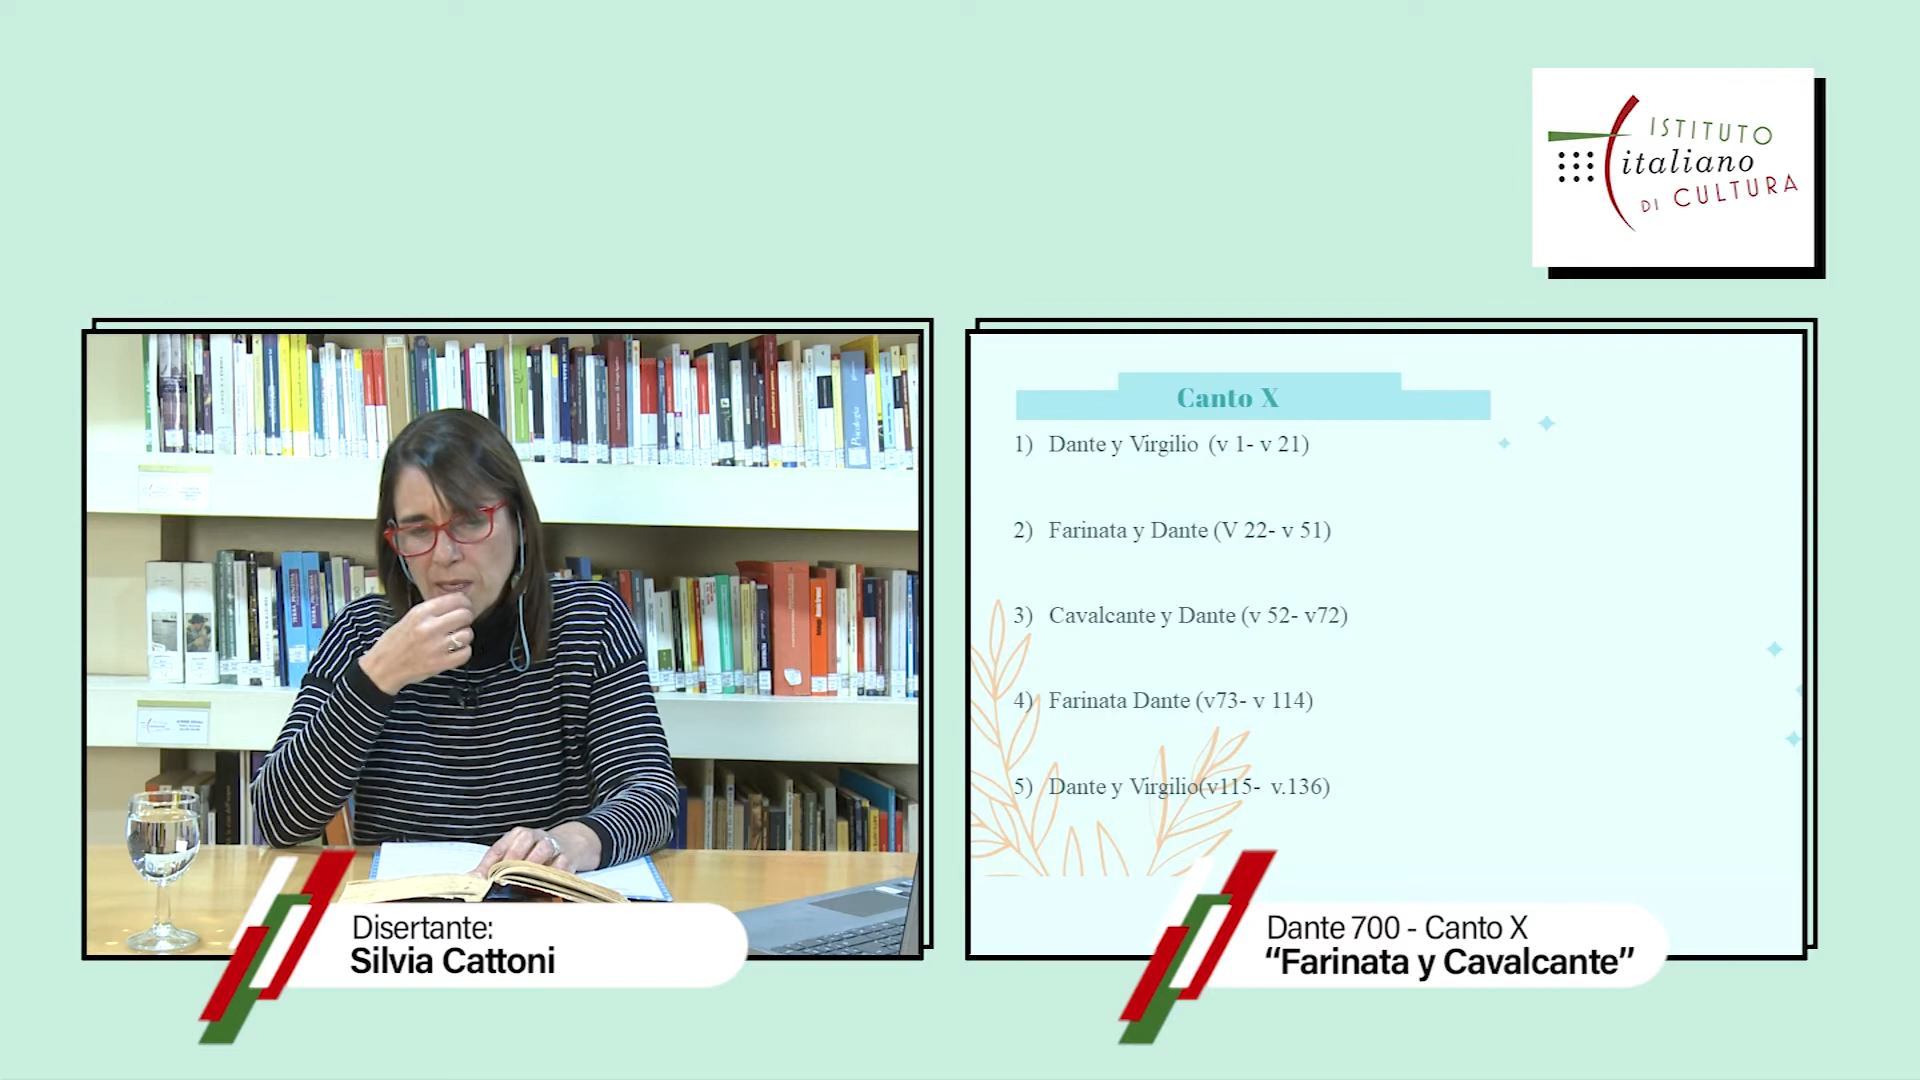 ISTITUTO
italiano
DI CULTURA
Canto X
1) Dante y Virgilio (v 1- v 21)
2) Farinata y Dante (V 22- v 51)
3) Cavalcante y Dante (v 52- v72)
4) Farinata Dante (v73- v 114)
5) Dante y Virgilio(v115- v.136)
Psicologia
Disertante:
Silvia Cattoni
Dante 700 - Canto X
“Farinata y Cavalcante”